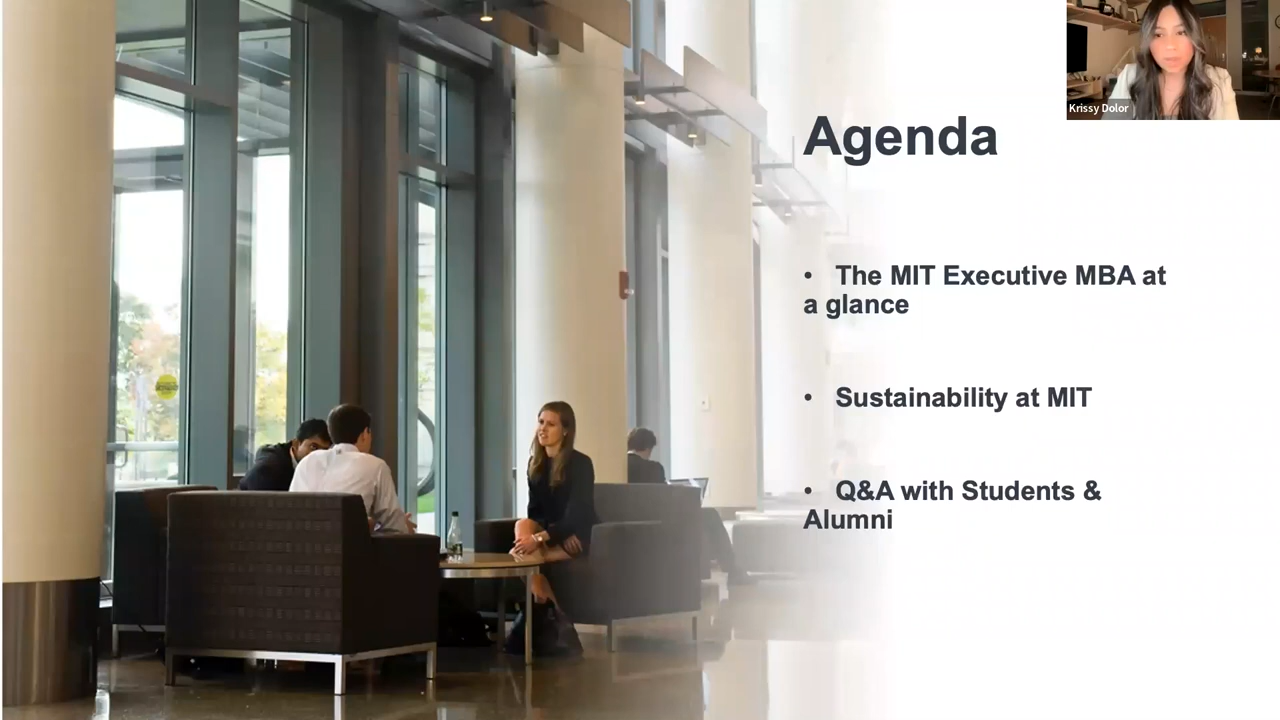 Krissy Dolor
Agenda
• The MIT Executive MBA at
a glance
• Sustainability at MIT
• Q&A with Students &
Alumni